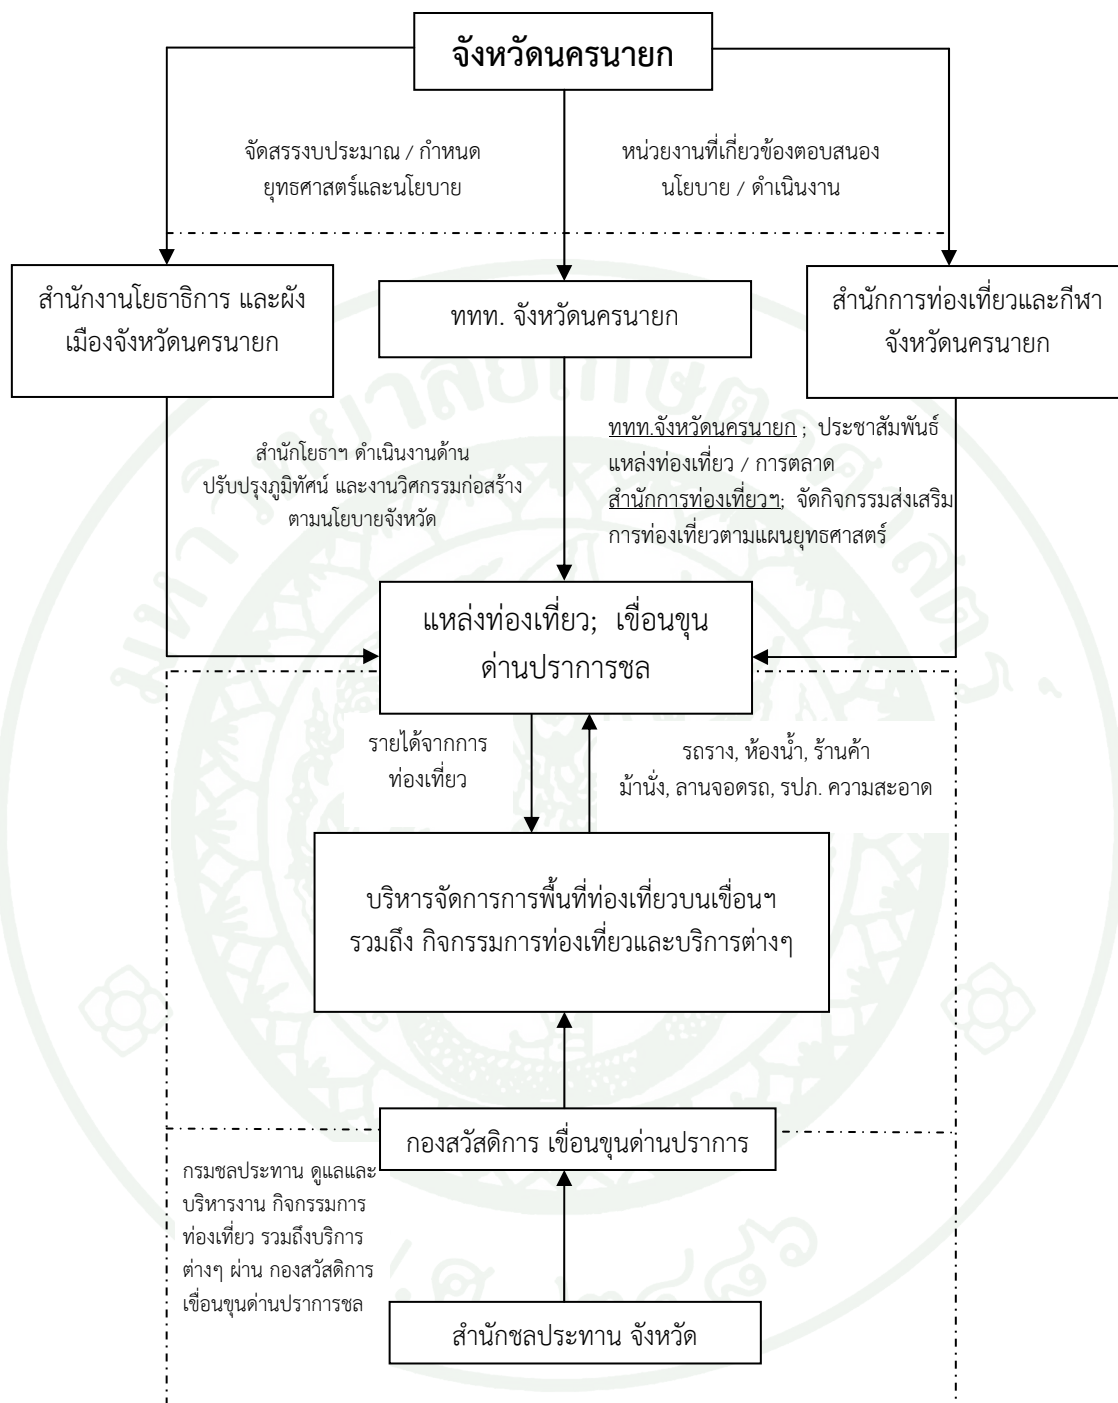 จังหวัดนครนายก
จัดสรรงบประมาณ / กำหนด
ยุทธศาสตร์และนโยบาย
หน่วยงานที่เกี่ยวข้องตอบสนอง
นโยบาย / ดำเนินงาน
สำนักงานโยธาธิการ และผัง
เมืองจังหวัดนครนายก
ททท. จังหวัดนครนายก
สำนักการท่องเที่ยวและกีฬา
จังหวัดนครนายก
สำนักโยธาฯ ดำเนินงานด้าน
ปรับปรุงภูมิทัศน์ และงานวิศกรรมก่อสร้าง
ตามนโยบายจังหวัด
ททท.จังหวัดนครนายก ; ประชาสัมพันธ์
แหล่งท่องเที่ยว / การตลาด
สำนักการท่องเที่ยวฯ; จัดกิจกรรมส่งเสริม
การท่องเที่ยวตามแผนยุทธศาสตร์
แหล่งท่องเที่ยว; เขื่อนขุน
ด่านปราการชล
รายได้จากการ
ท่องเที่ยว
รถราง, ห้องน้ำ, ร้านค้า
ม้านั่ง, ลานจอดรถ, รปภ. ความสะอาด
บริหารจัดการการพื้นที่ท่องเที่ยวบนเขื่อนฯ
รวมถึง กิจกรรมการท่องเที่ยวและบริการต่างๆ
กองสวัสดิการ เขื่อนขุนด่านปราการ
กรมชลประทาน ดูแลและ
บริหารงาน กิจกรรมการ
ท่องเที่ยว รวมถึงบริการ
ต่างๆ ผ่าน กองสวัสดิการ
เขื่อนขุนด่านปราการชล
สำนักชลประทาน จังหวัด
มหาวิทยาลัยเกษตรศาสตร์
พ.ศ. ๒๔๘๖